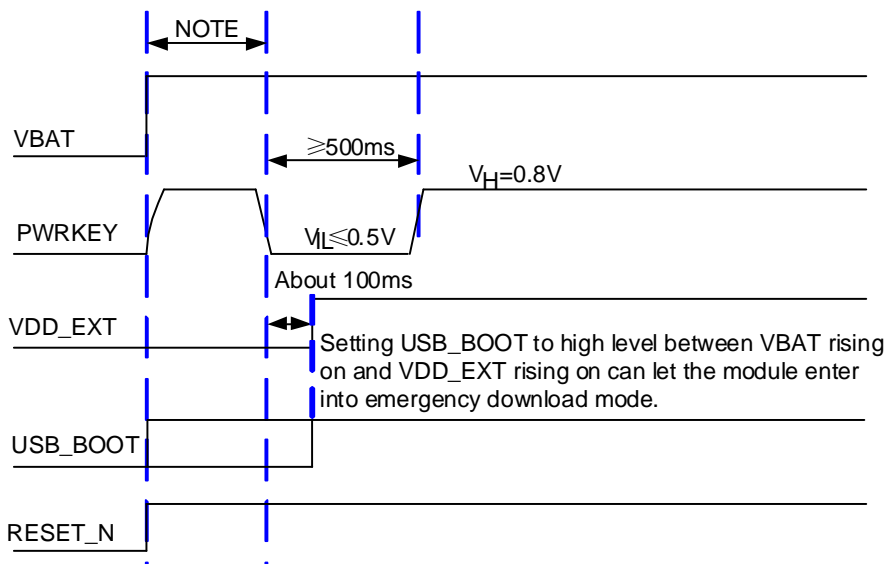 NOTE
VBAT
≥500ms
VH=0.8V
PWRKEY
VIL≤0.5V
About 100ms
VDD_EXT
Setting USB_BOOT to high level between VBAT rising
on and VDD_EXT rising on can let the module enter
into emergency download mode.
USB_BOOT
RESET_N